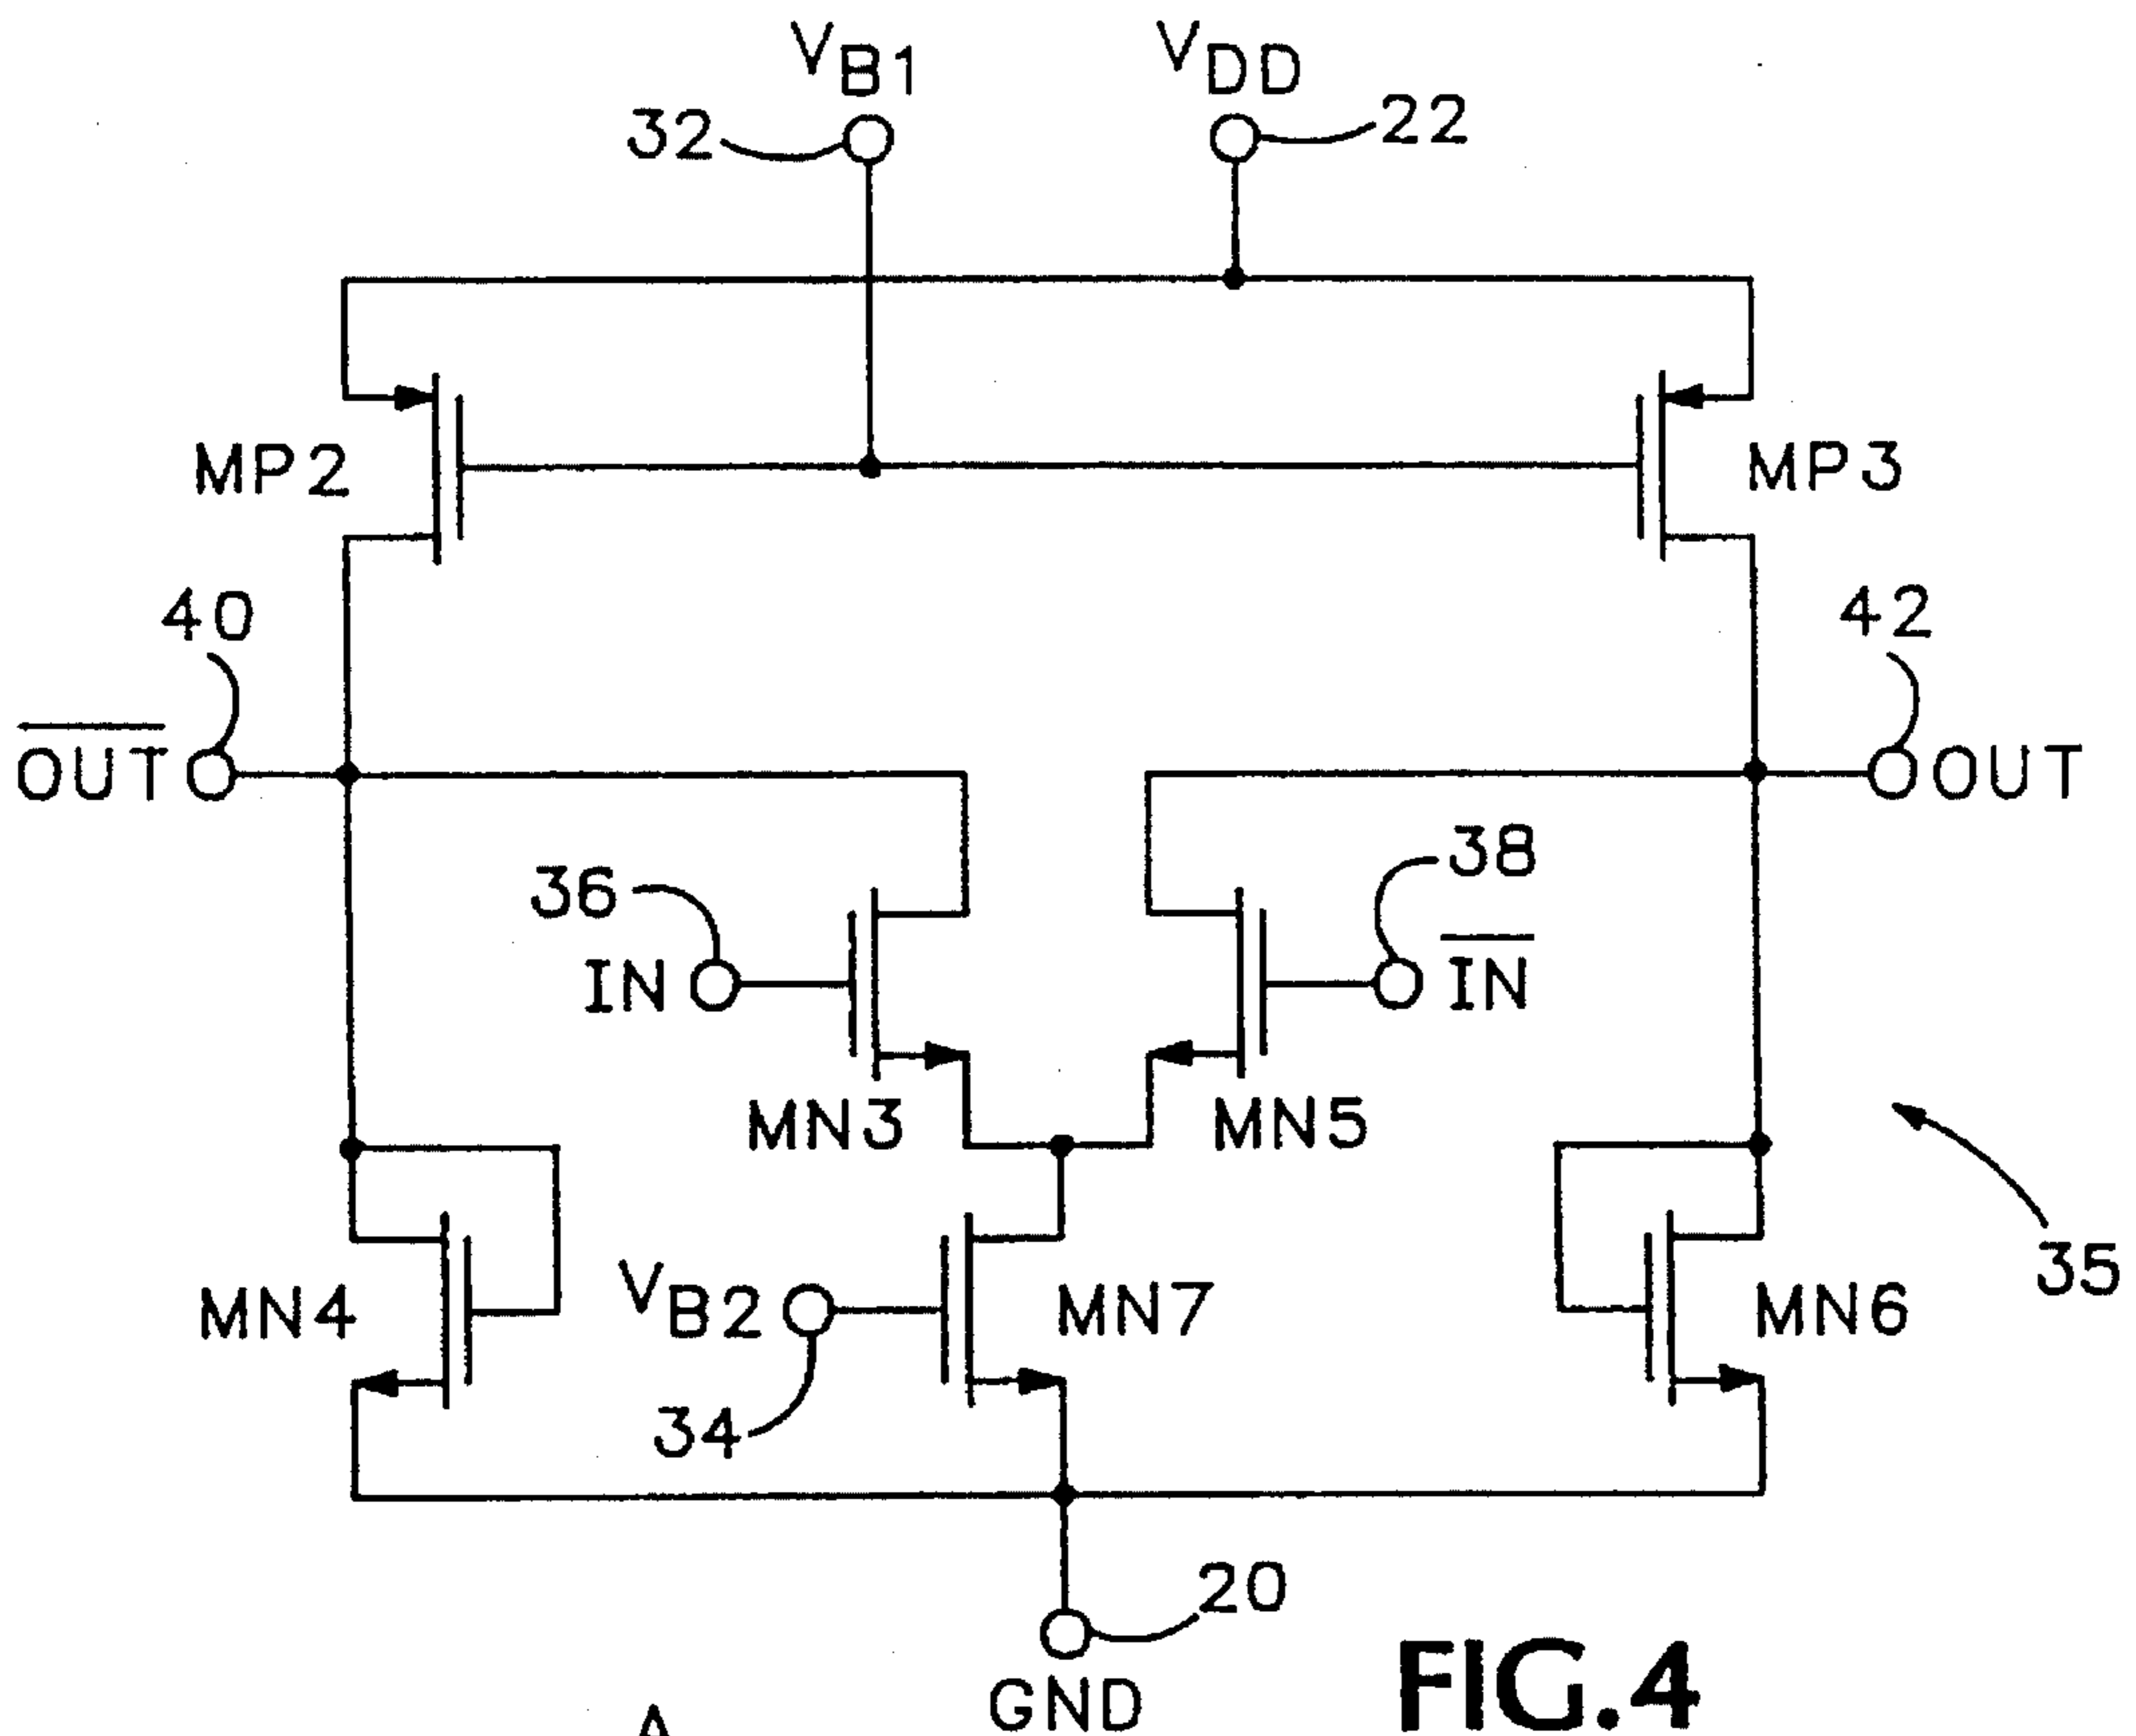 VB1
VDD
32
22
MP2
MP3
40
42
OUT
OUT
36
38
IN
IN
MN3
MN5
MN4
VB2
MN7
MN6
35
34
20
GND
FIG.4
A